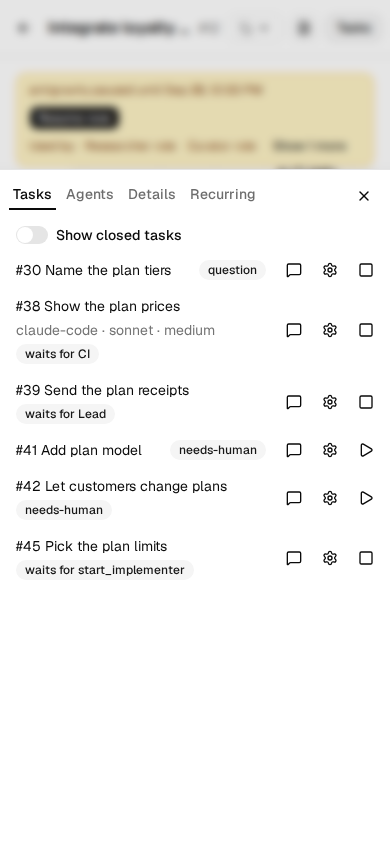 Tasks Agents Details Recurring
Show closed tasks
#30 Name the plan tiers question
#38 Show the plan prices
claude-code · sonnet · medium
waits for CI
#39 Send the plan receipts
waits for Lead
#41 Add plan model needs-human
#42 Let customers change plans
needs-human
#45 Pick the plan limits
waits for start_implementer